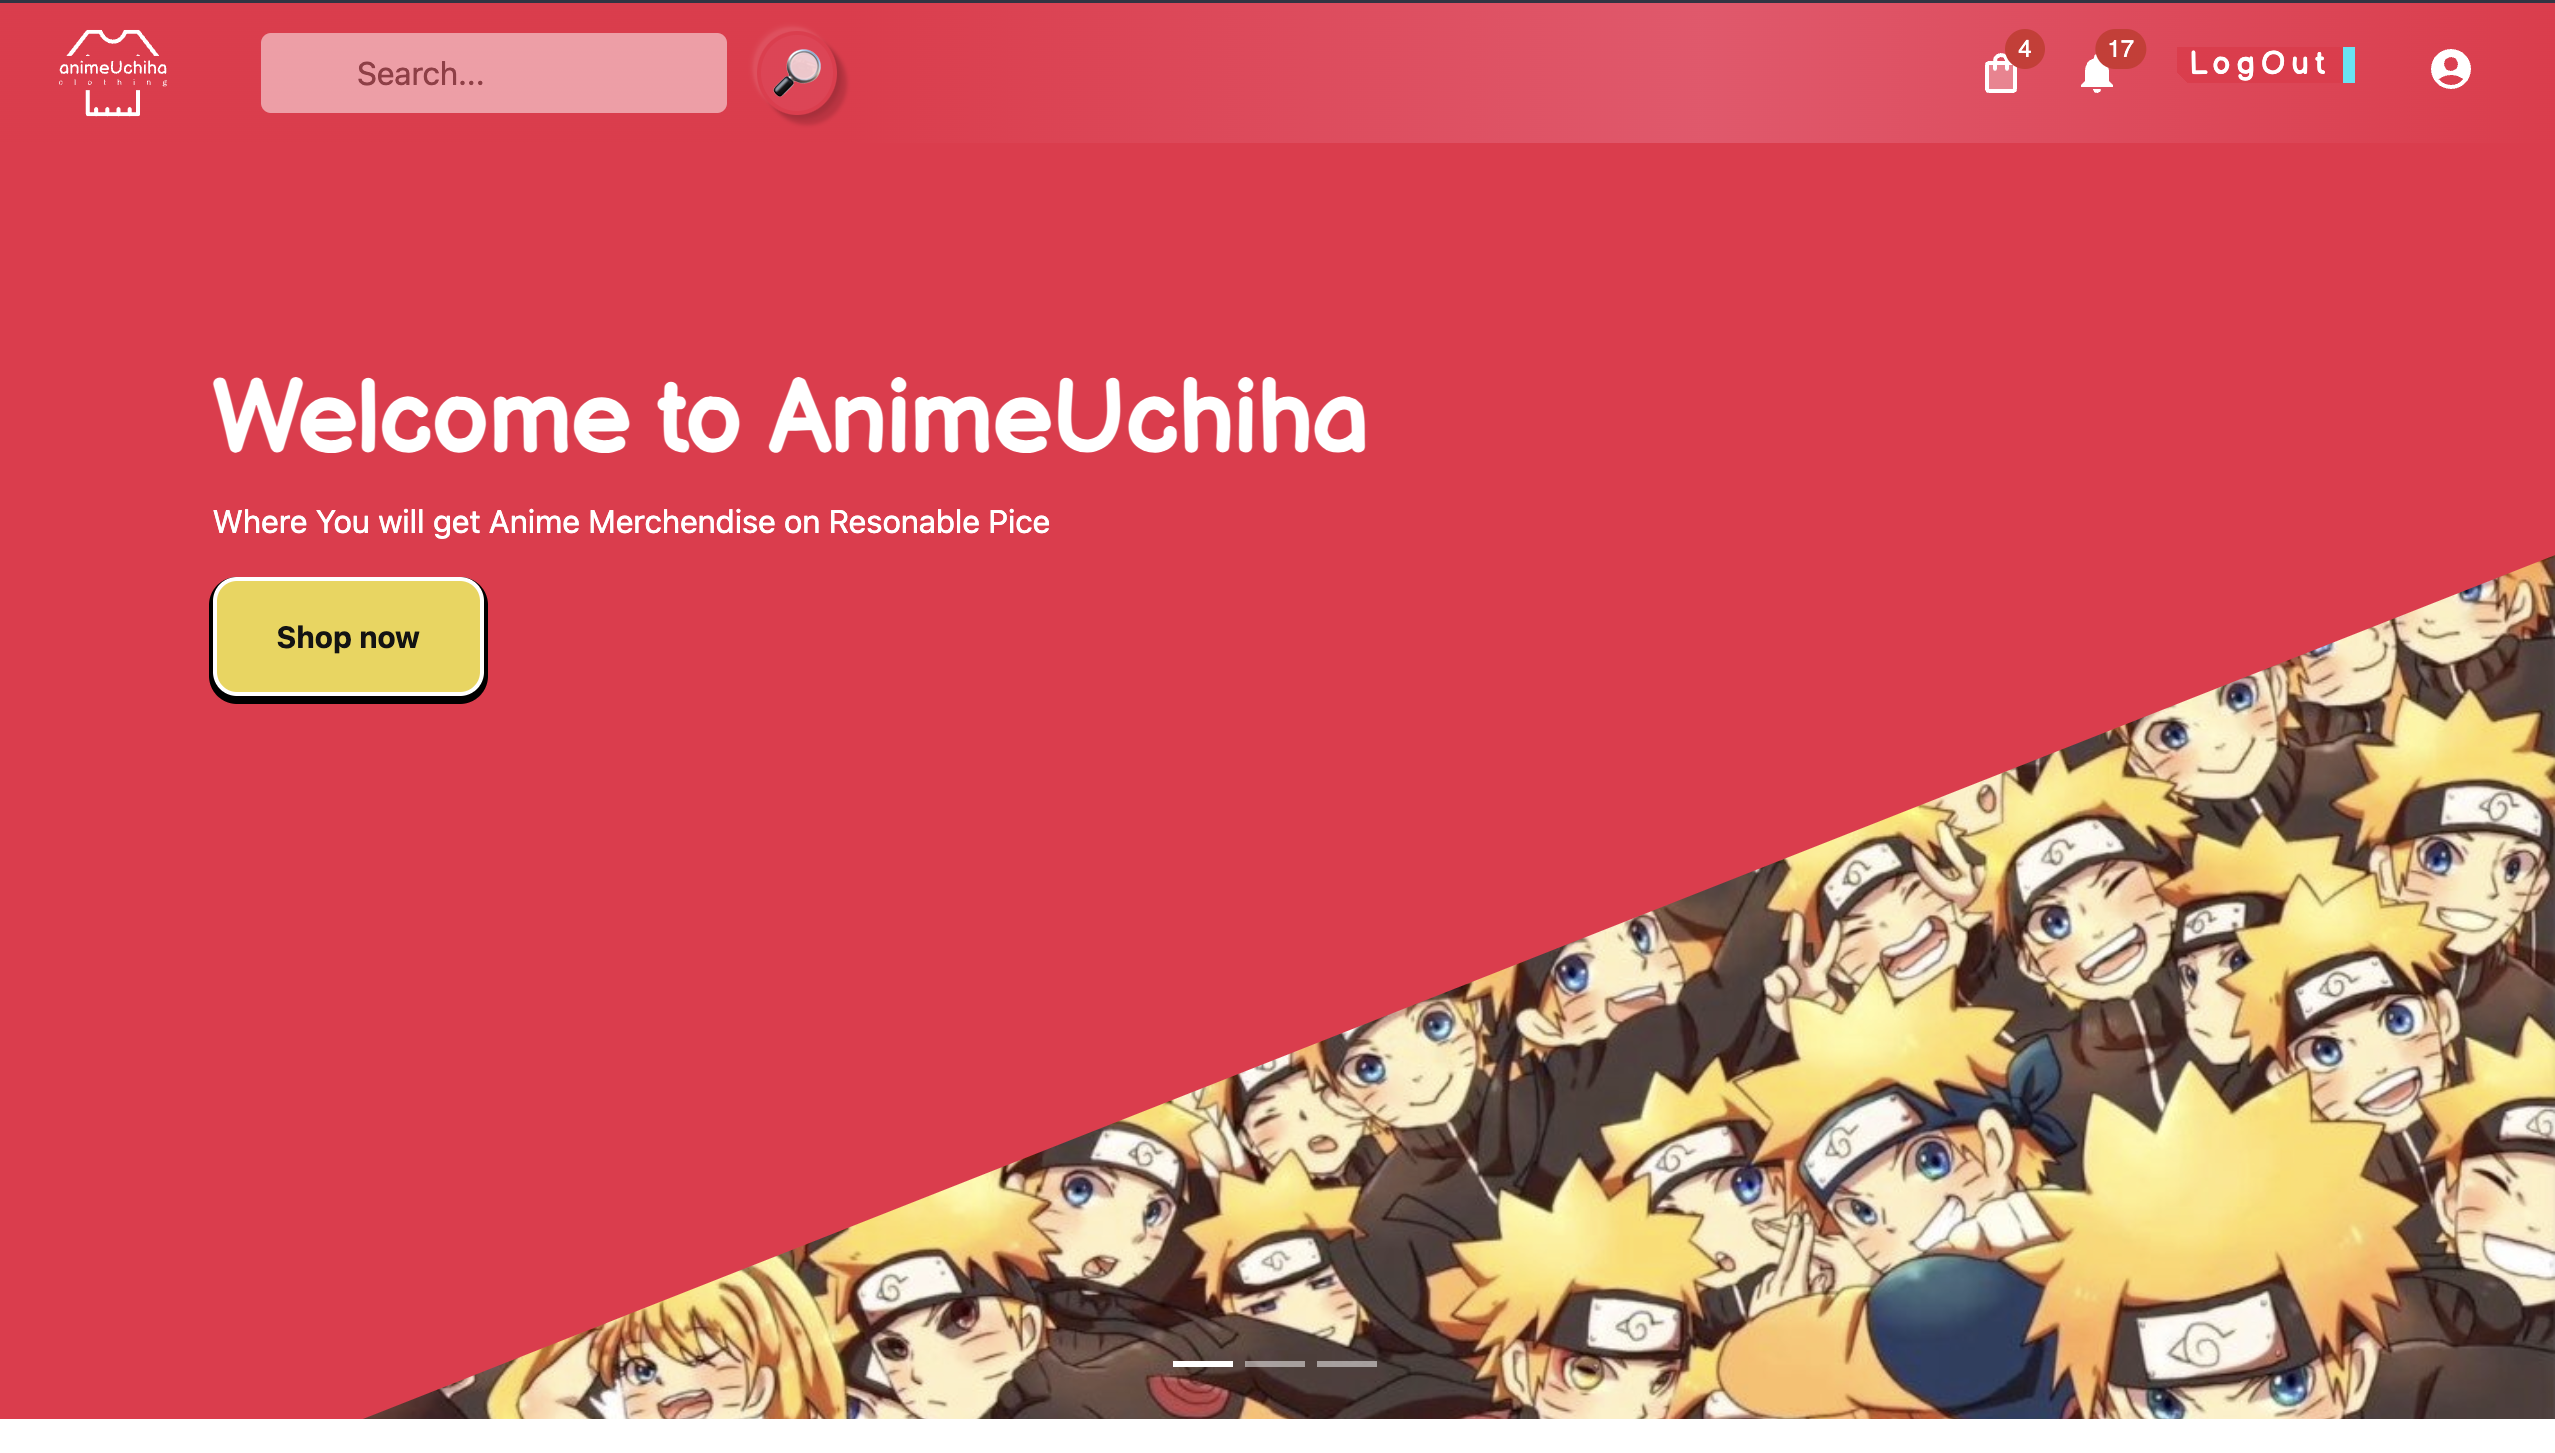 animeUchiha
clothing
Search...
4
17
LogOut
Welcome to AnimeUchiha
Where You will get Anime Merchendise on Resonable Pice
Shop now